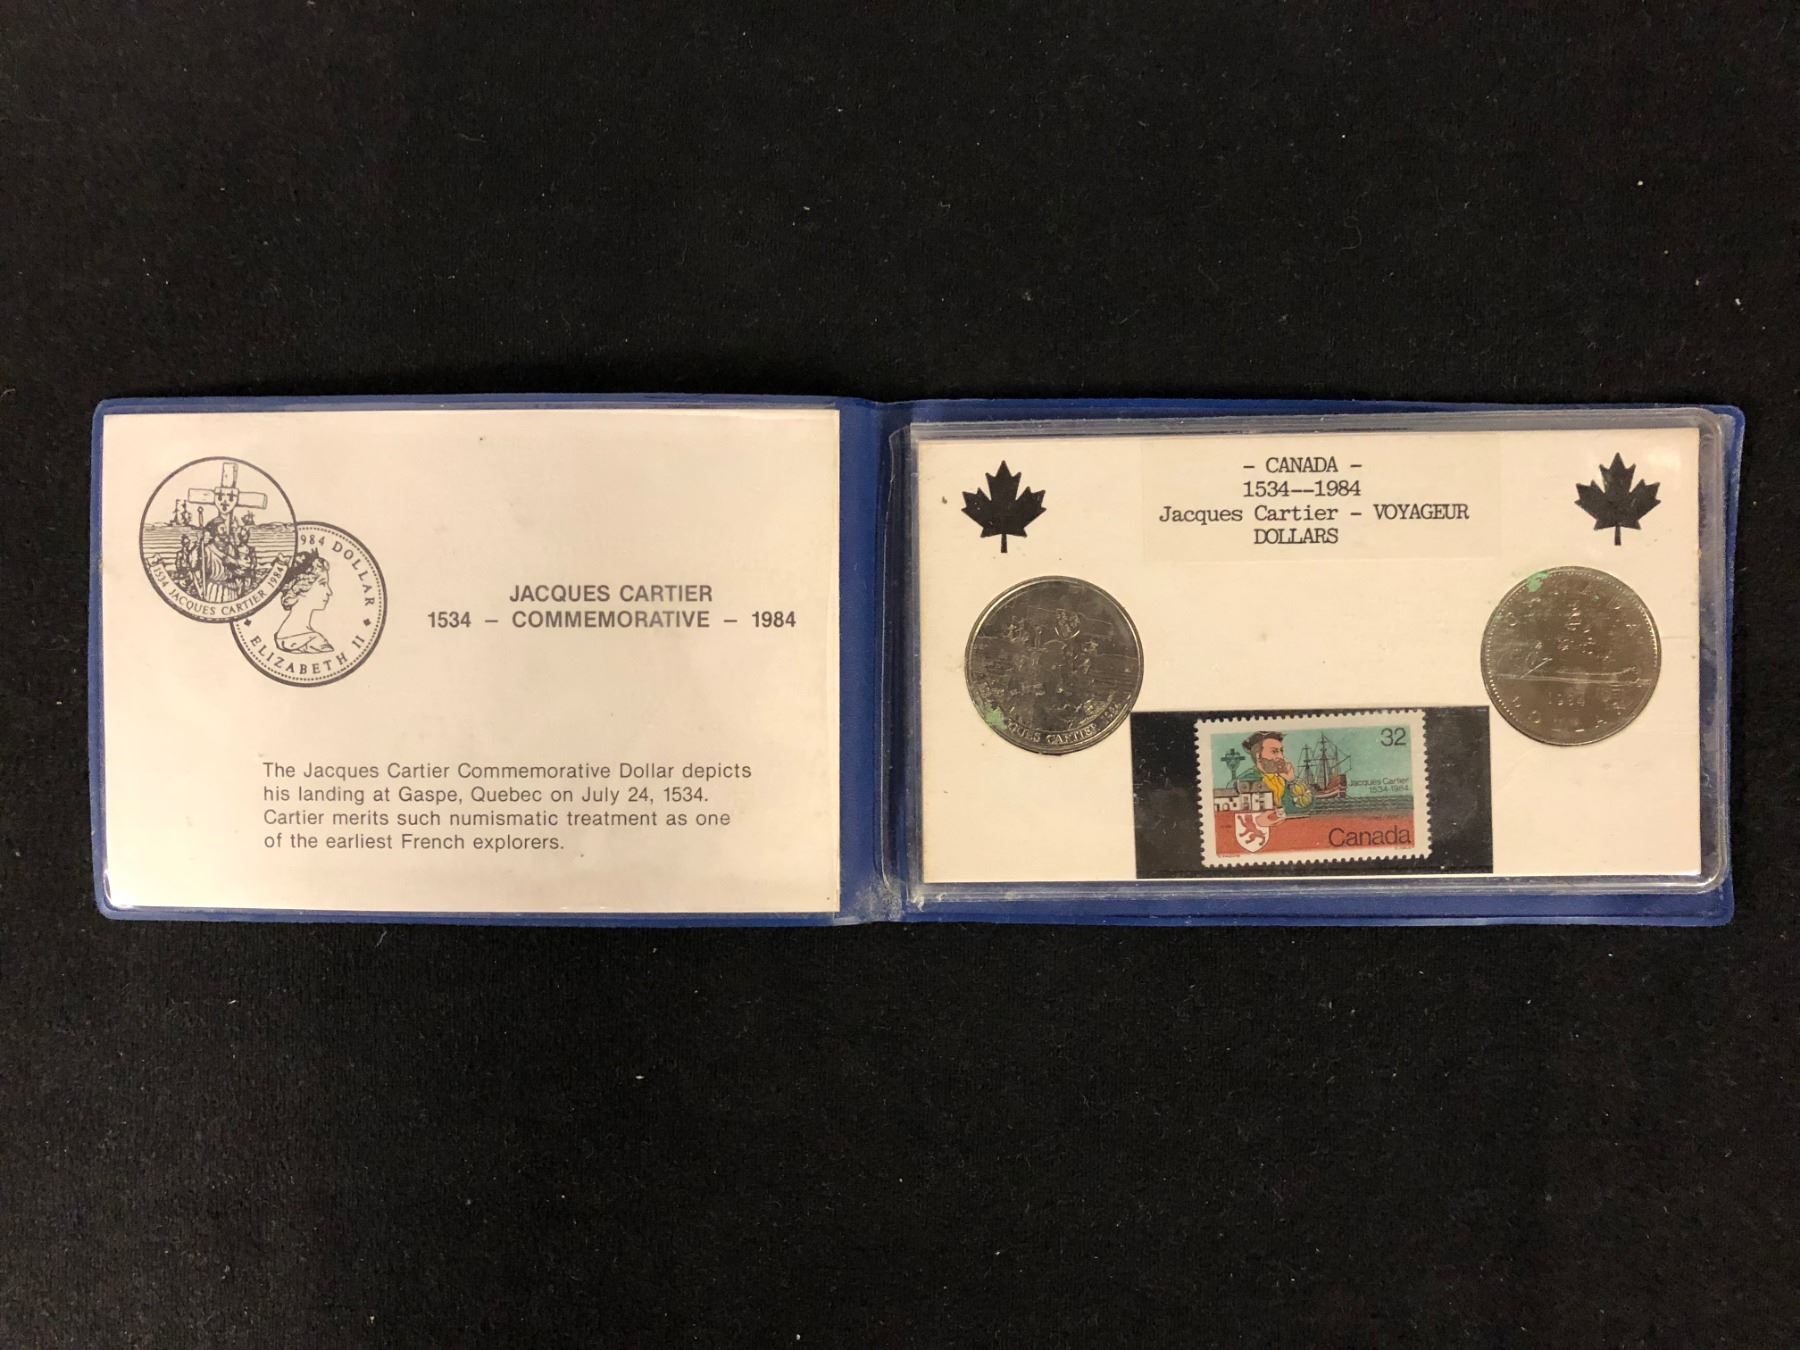 1534 JACQUES CARTIER 1984
1984 DOLLAR
ELIZABETH II
JACQUES CARTIER
1534 – COMMEMORATIVE – 1984
The Jacques Cartier Commemorative Dollar depicts
his landing at Gaspe, Quebec on July 24, 1534.
Cartier merits such numismatic treatment as one
of the earliest French explorers.
- CANADA -
1534--1984
Jacques Cartier - VOYAGEUR
DOLLARS
CARTIER 1984
1984
32
Jacques Cartier
1534-1984
Canada